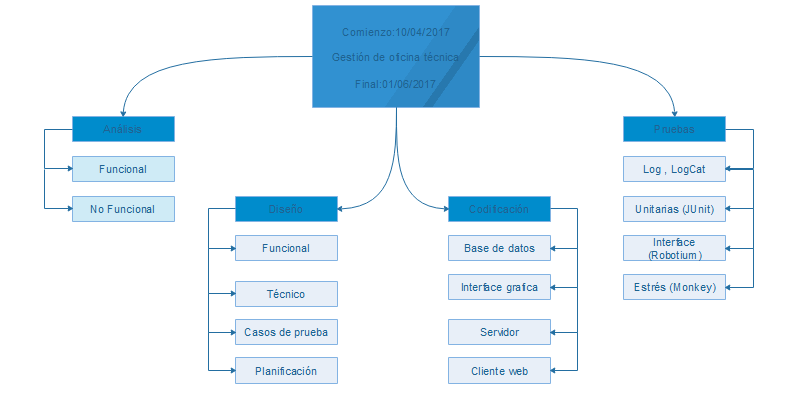 Comienzo:10/04/2017
Gestión de oficina técnica
Final:01/06/2017
Análisis
Funcional
No Funcional
Diseño
Funcional
Técnico
Casos de prueba
Planificación
Codificación
Base de datos
Interface grafica
Servidor
Cliente web
Pruebas
Log , LogCat
Unitarias (JUnit)
Interface
(Robotium)
Estrés (Monkey)